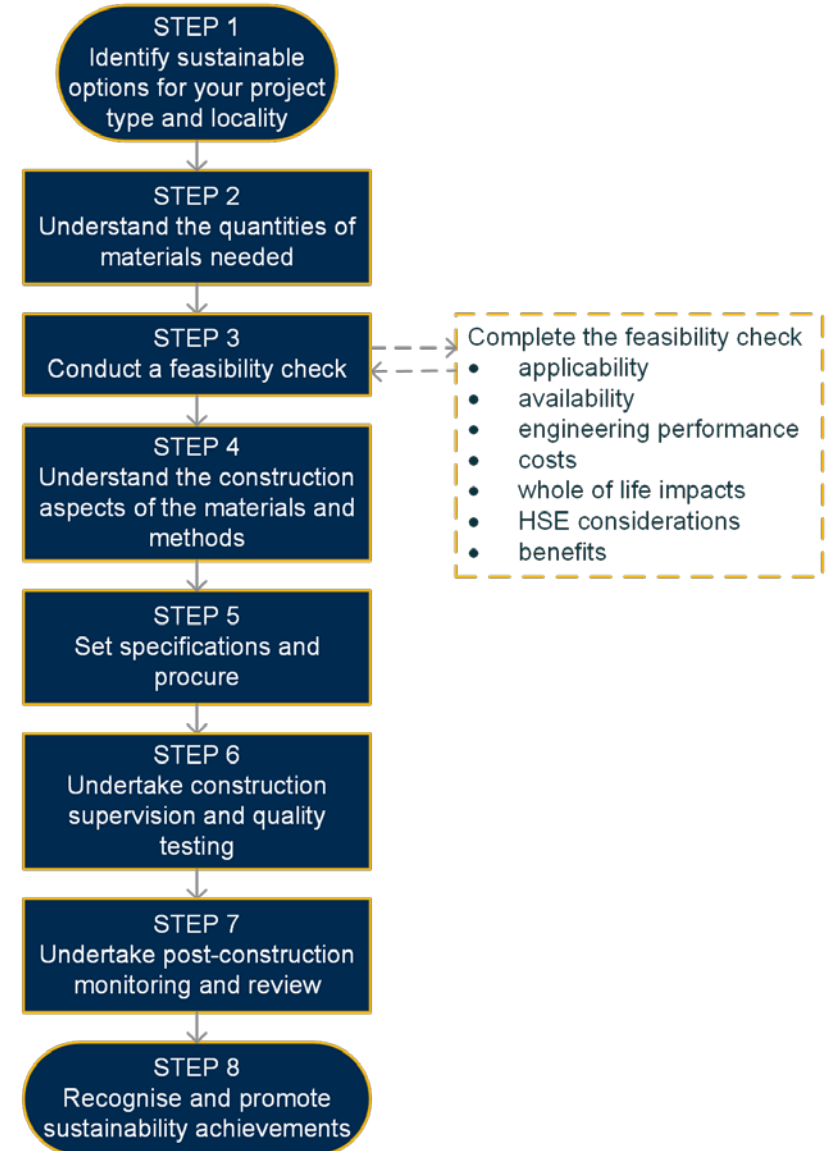 STEP 1
Identify sustainable
options for your project
type and locality
STEP 2
Understand the quantities of
materials needed
STEP 3
Conduct a feasibility check
Complete the feasibility check
• applicability
• availability
• engineering performance
• costs
• whole of life impacts
• HSE considerations
• benefits
STEP 4
Understand the construction
aspects of the materials and
methods
STEP 5
Set specifications and
procure
STEP 6
Undertake construction
supervision and quality
testing
STEP 7
Undertake post-construction
monitoring and review
STEP 8
Recognise and promote
sustainability achievements